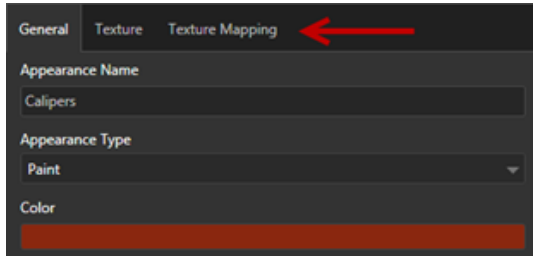 General Texture Texture Mapping
Appearance Name
Calipers
Appearance Type
Paint
Color